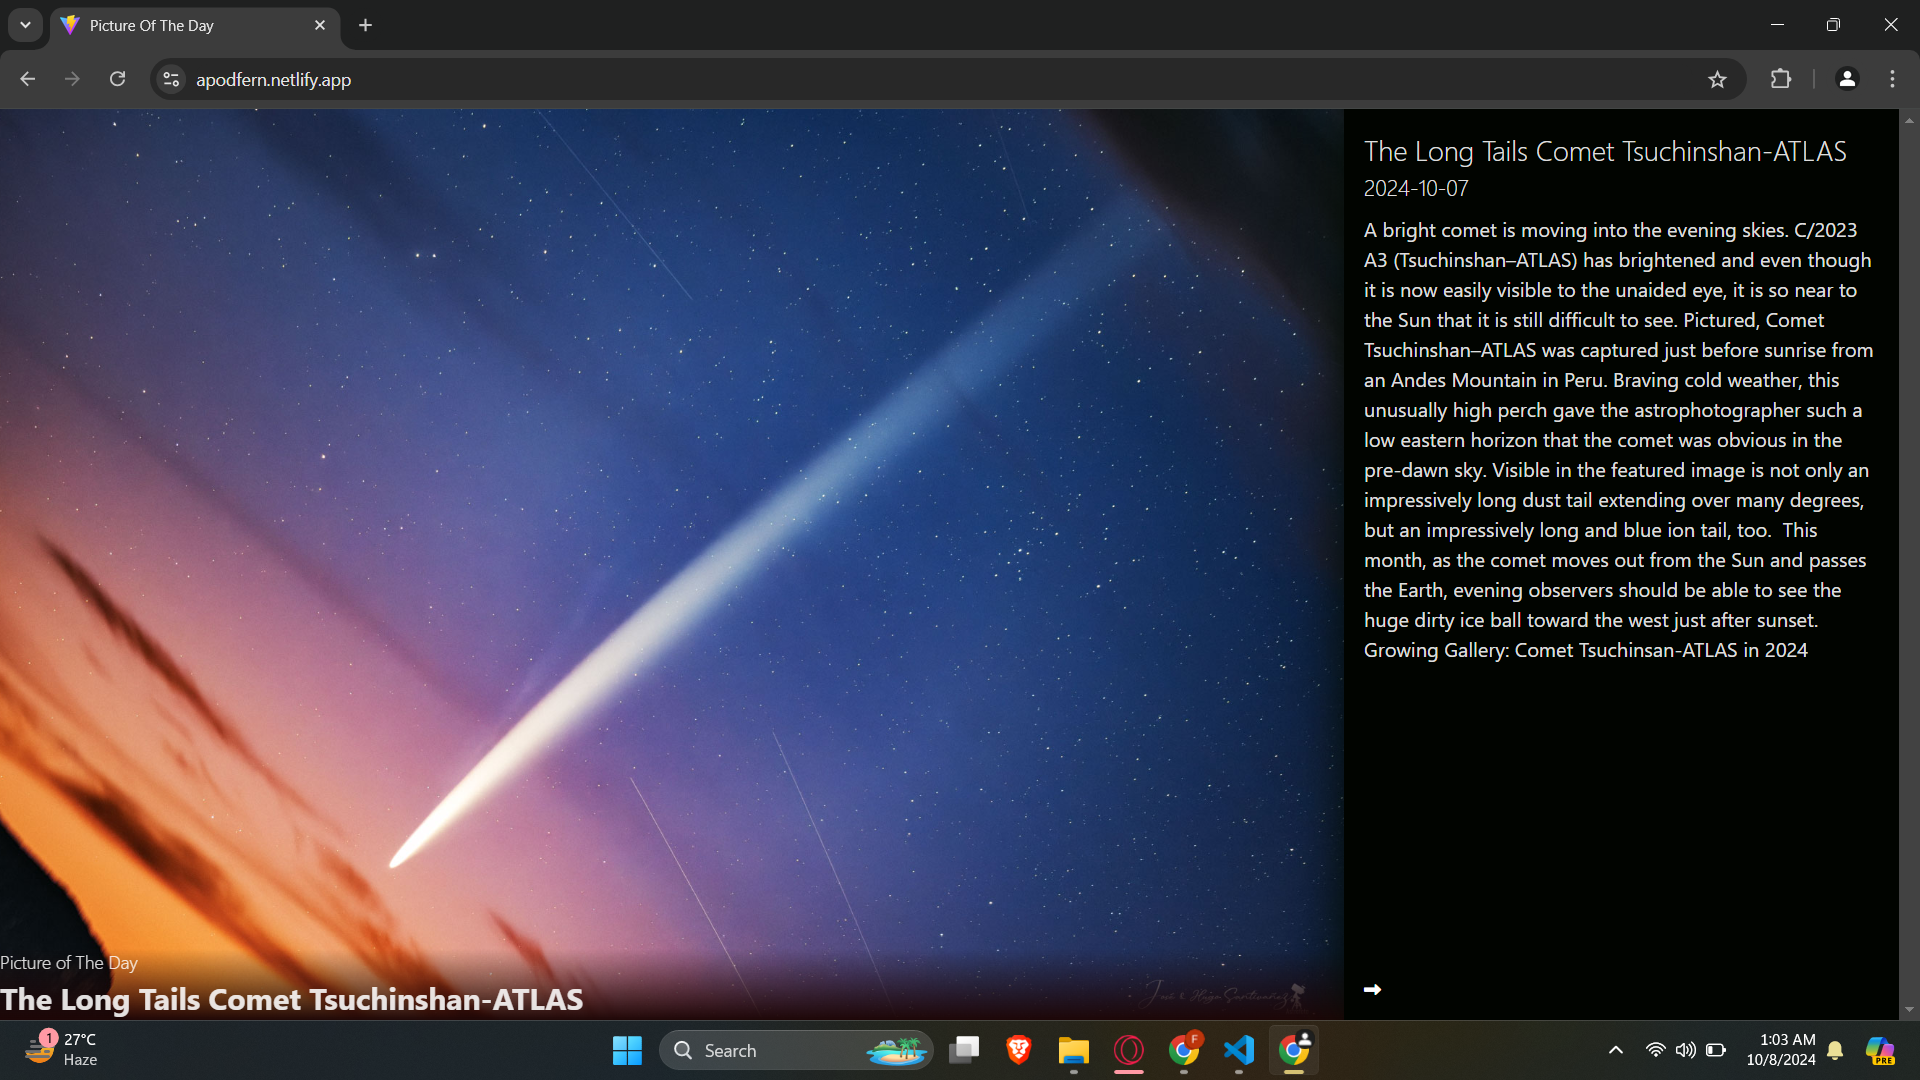 Picture Of The Day
apodfern.netlify.app
The Long Tails Comet Tsuchinshan-ATLAS
2024-10-07
A bright comet is moving into the evening skies. C/2023
A3 (Tsuchinshan–ATLAS) has brightened and even though
it is now easily visible to the unaided eye, it is so near to
the Sun that it is still difficult to see. Pictured, Comet
Tsuchinshan–ATLAS was captured just before sunrise from
an Andes Mountain in Peru. Braving cold weather, this
unusually high perch gave the astrophotographer such a
low eastern horizon that the comet was obvious in the
pre-dawn sky. Visible in the featured image is not only an
impressively long dust tail extending over many degrees,
but an impressively long and blue ion tail, too.  This
month, as the comet moves out from the Sun and passes
the Earth, evening observers should be able to see the
huge dirty ice ball toward the west just after sunset.
Growing Gallery: Comet Tsuchinsan-ATLAS in 2024
Picture of The Day
The Long Tails Comet Tsuchinshan-ATLAS
1
27°C
Haze
Search
F
1:03 AM
10/8/2024
PRE